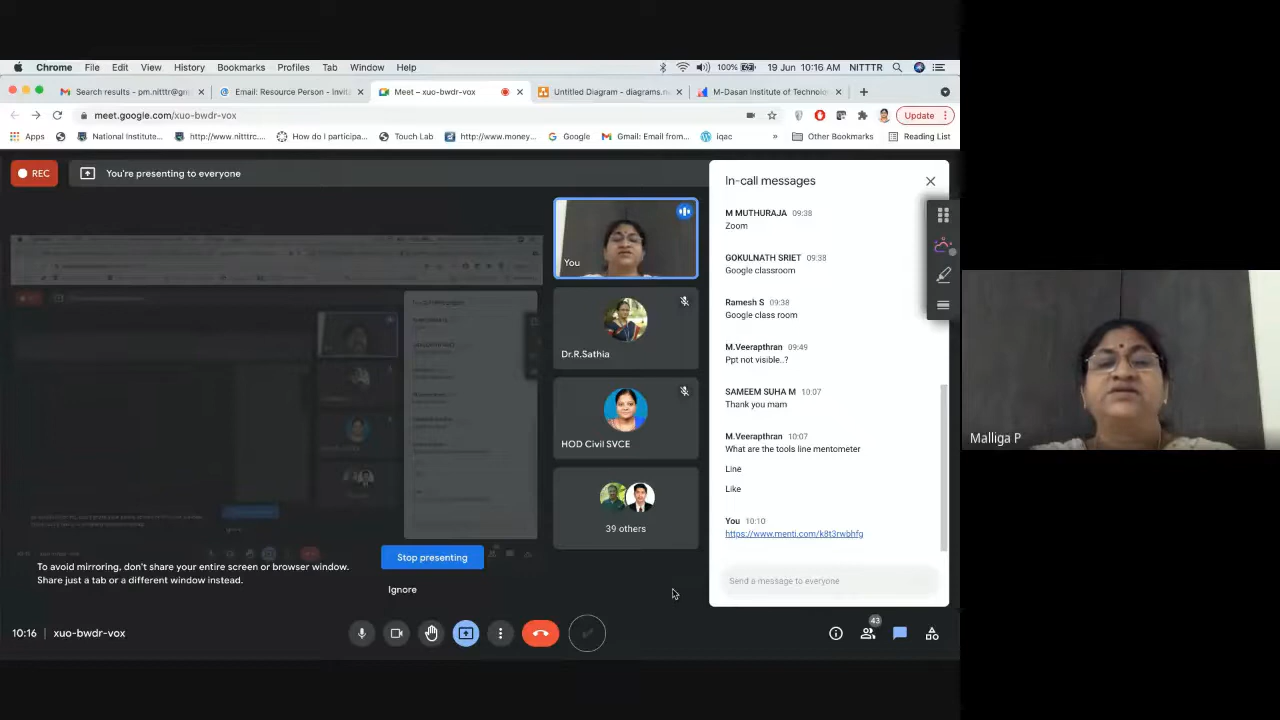 Chrome File Edit View History Bookmarks Profiles Tab Window Help
100% 19 Jun 10:16 AM NITTTR
Search results - pm.nitttr@gm
Email: Resource Person - invita
Meet – xuo-bwdr-vox
Untitled Diagram - diagrams.ne
M-Dasan Institute of Technolog
meet.google.com/xuo-bwdr-vox
Update
Apps
National Institute...
http://www.nitttrc....
How do I participa...
Touch Lab
http://www.money...
Google
Gmail: Email from...
iqac
»
Other Bookmarks
Reading List
REC
You're presenting to everyone
You
Dr.R.Sathia
HOD Civil SVCE
39 others
To avoid mirroring, don't share your entire screen or browser window.
Share just a tab or a different window instead.
Stop presenting
Ignore
In-call messages
M MUTHURAJA 09:38
Zoom
GOKULNATH SRIET 09:38
Google classroom
Ramesh S 09:38
Google class room
M.Veerapthran 09:49
Ppt not visible..?
SAMEEM SUHA M 10:07
Thank you mam
M.Veerapthran 10:07
What are the tools line mentometer
Line
Like
You 10:10
https://www.menti.com/k8t3rwbhfg
Send a message to everyone
10:16 | xuo-bwdr-vox
43
Malliga P